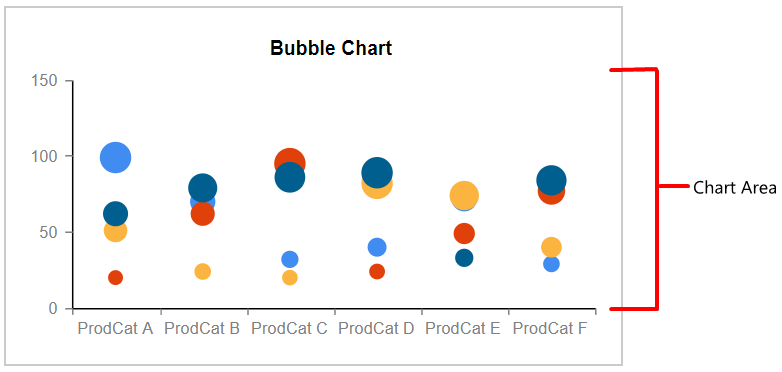 Bubble Chart
150
100
50
0
ProdCat A ProdCat B ProdCat C ProdCat D ProdCat E ProdCat F
Chart Area